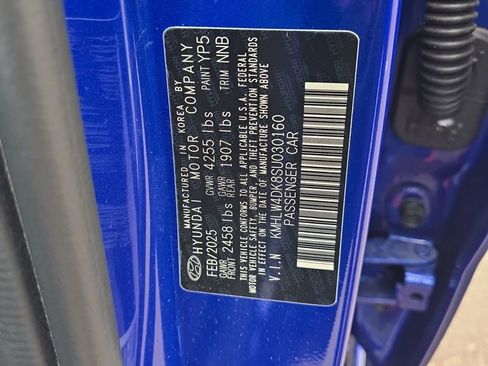 MANUFACTURED IN KOREA BY
HYUNDAI MOTOR COMPANY
FEB/2025 GVWR 4255 lbs PAINT YP5
GAWR FRONT 2458 lbs GAWR REAR 1907 lbs TRIM NNB
THIS VEHICLE CONFORMS TO ALL APPLICABLE U.S.A. FEDERAL
MOTOR VEHICLE SAFETY, BUMPER, AND THEFT PREVENTION STANDARDS
IN EFFECT ON THE DATE OF MANUFACTURE SHOWN ABOVE
V.I.N KMHLW4DK8SU030160
PASSENGER CAR